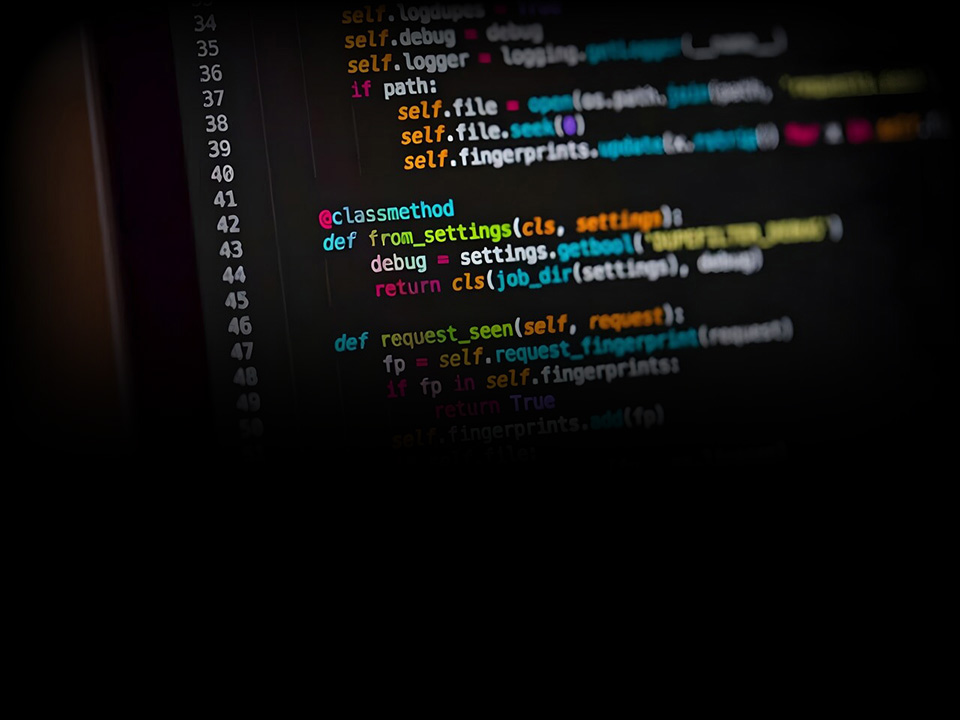 34 self.logdupes = True
35 self.debug = debug
36 self.logger = logging.getLogger(__name__)
37 if path:
38 self.file = open(os.path.join(path,
39 self.file.seek(0)
40 self.fingerprints.update(x.rstrip() for x in self.
41
42 @classmethod
43 def from_settings(cls, settings):
44 debug = settings.getbool('DUPEFILTER_DEBUG')
45 return cls(job_dir(settings), debug)
46
47 def request_seen(self, request):
48 fp = self.request_fingerprint(request)
49 if fp in self.fingerprints:
50 return True
self.fingerprints.add(fp)